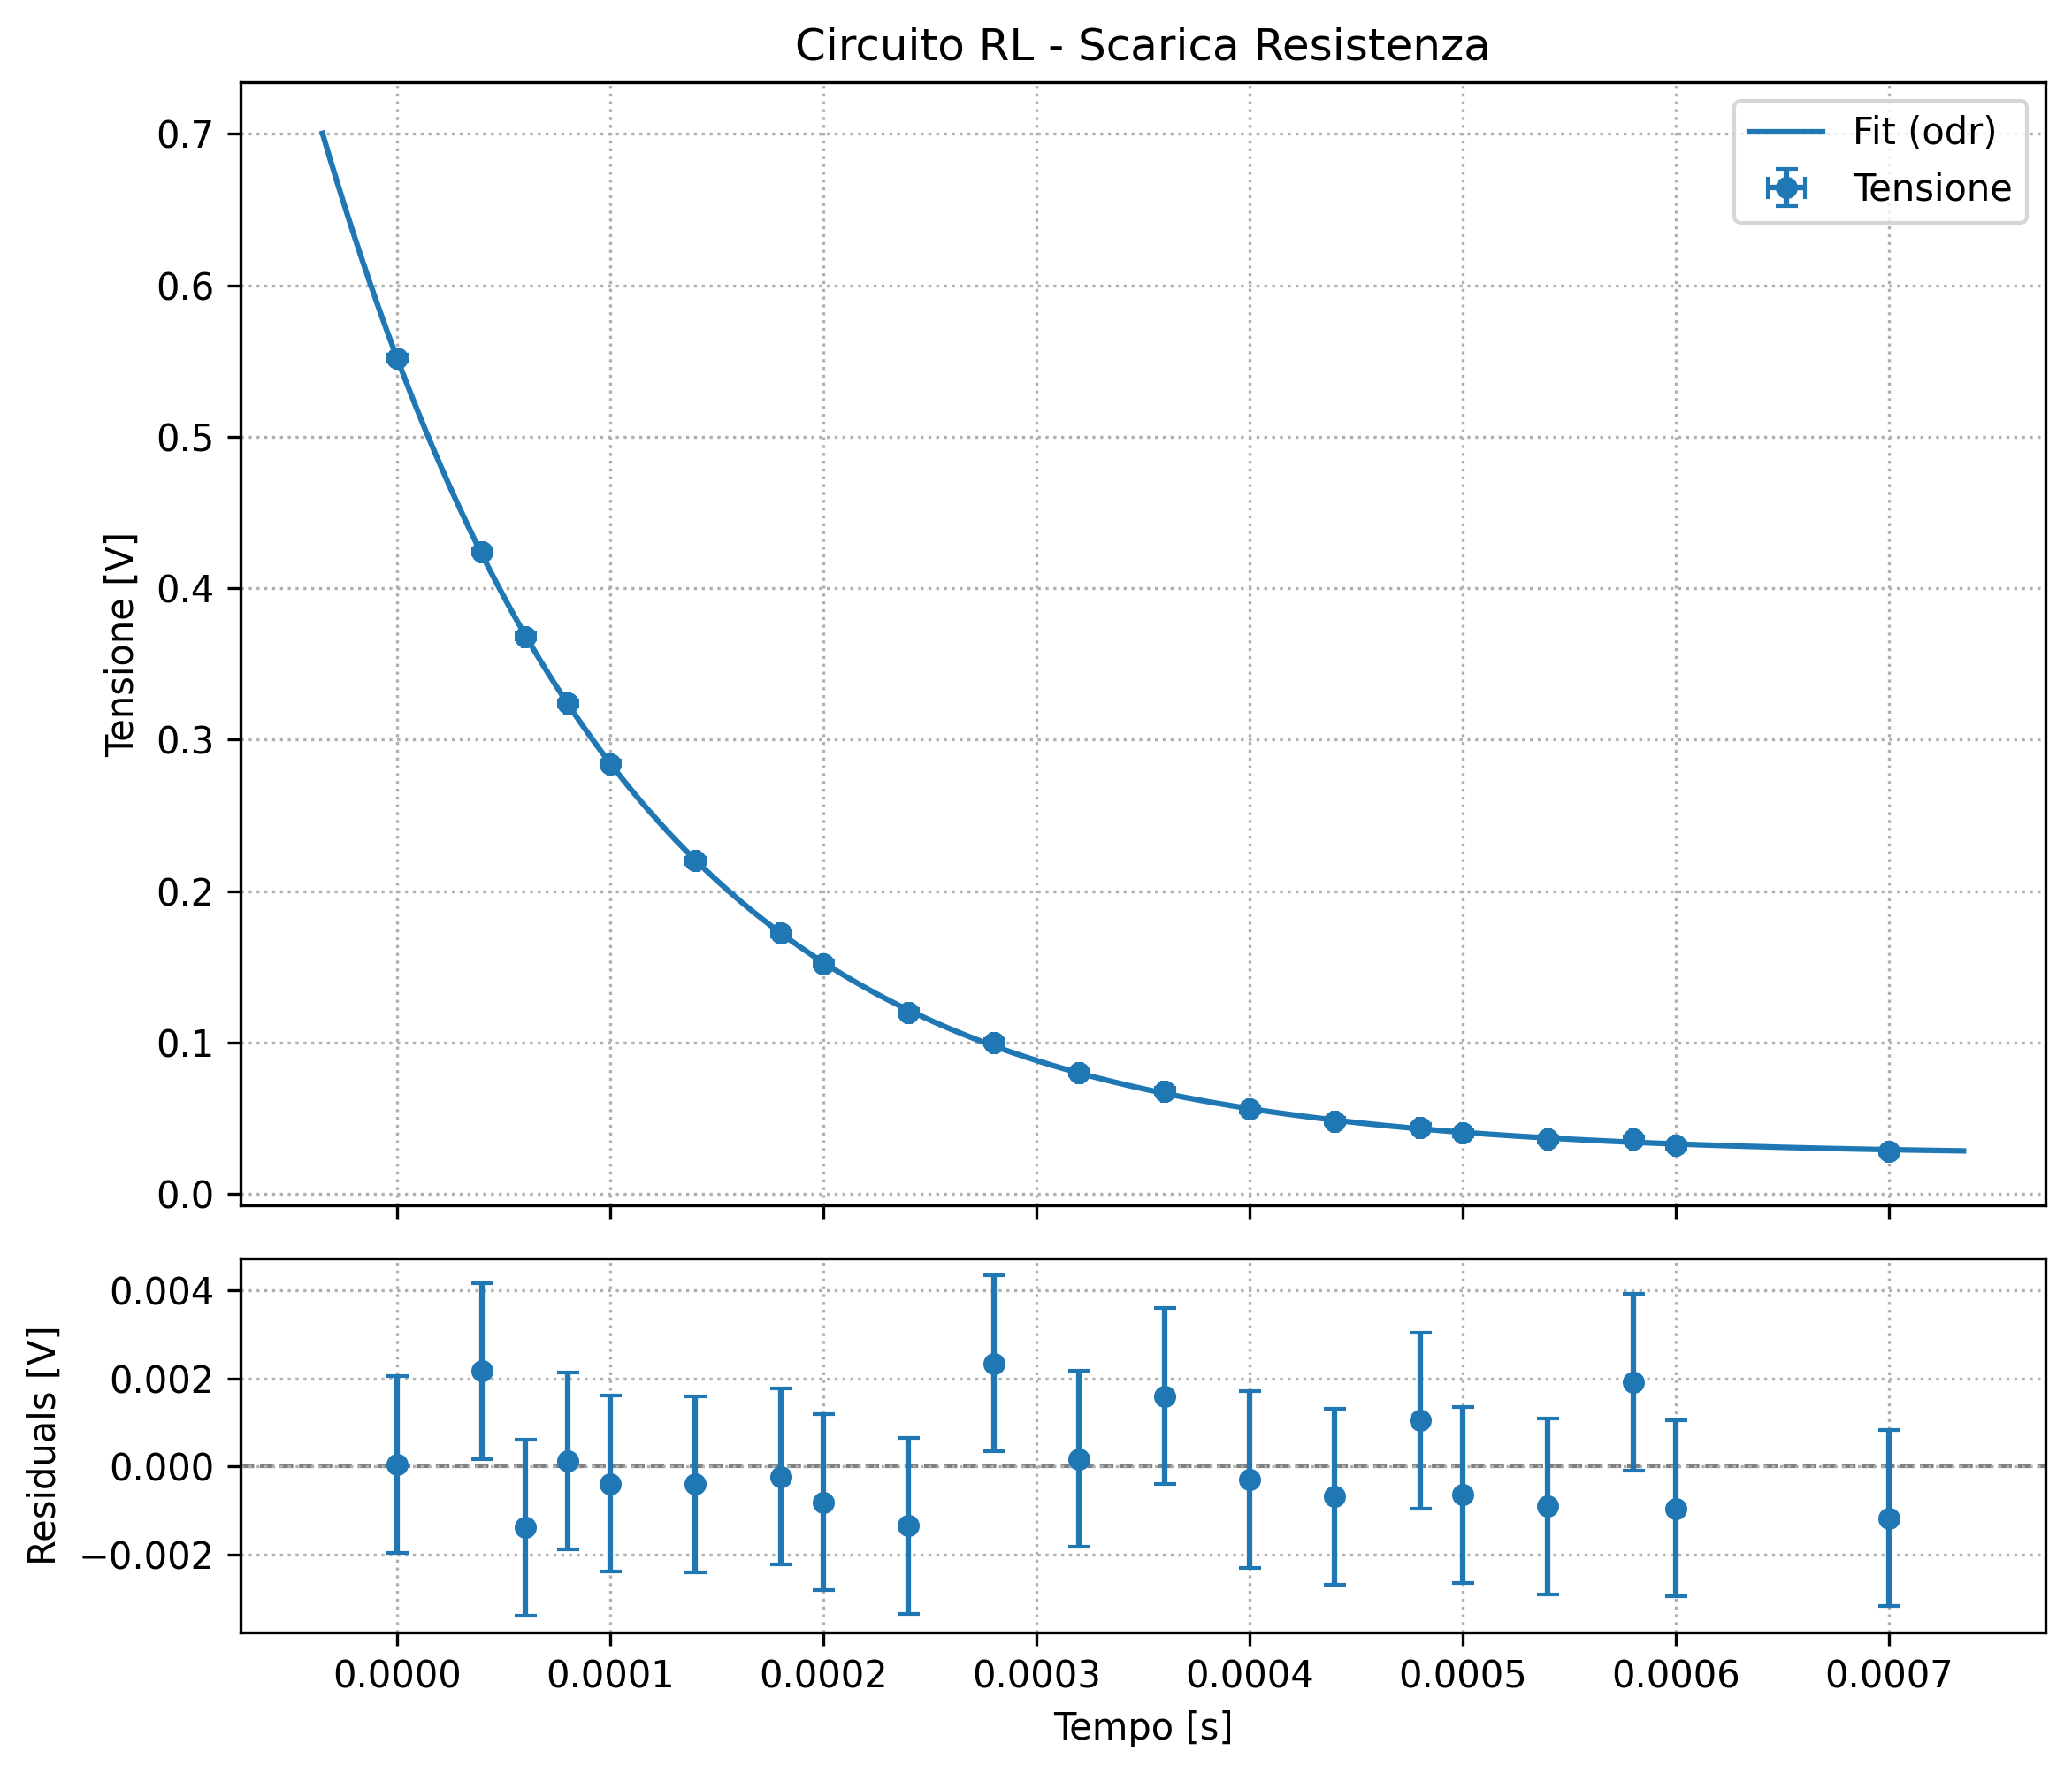 Circuito RL - Scarica Resistenza
Fit (odr)
Tensione
0.7
0.6
0.5
0.4
0.3
0.2
0.1
0.0
Tensione [V]
0.004
0.002
0.000
−0.002
Residuals [V]
0.0000 0.0001 0.0002 0.0003 0.0004 0.0005 0.0006 0.0007
Tempo [s]